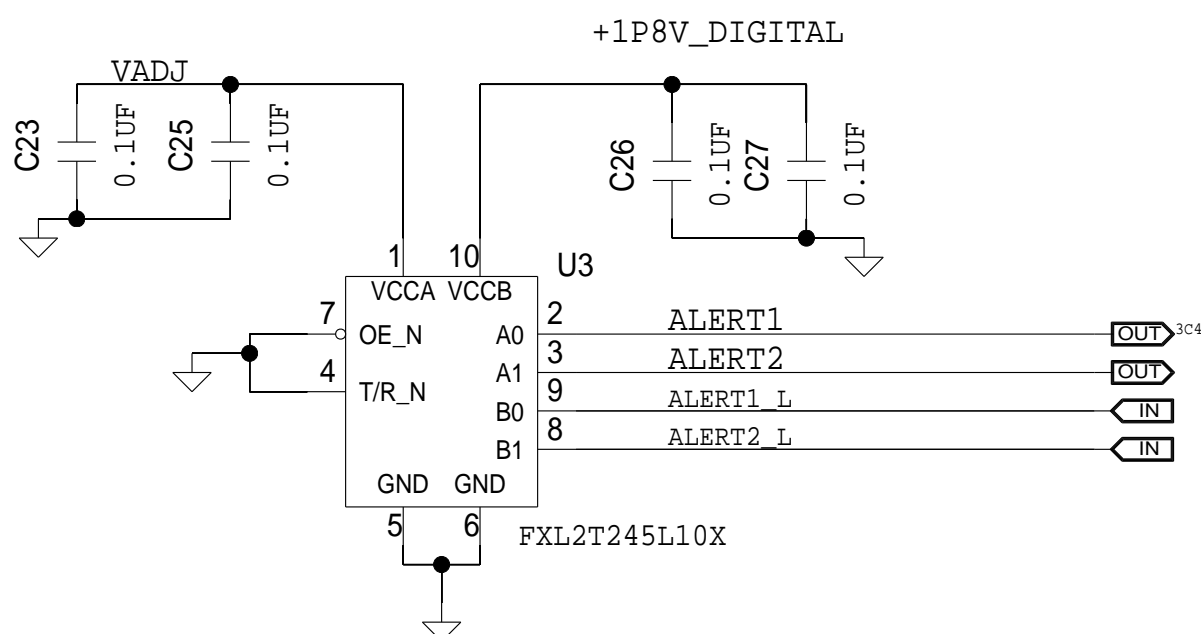 +1P8V_DIGITAL
VADJ
C23
0.1UF
C25
0.1UF
C26
0.1UF
C27
0.1UF
1
10
U3
VCCA
VCCB
7
OE_N
4
T/R_N
A0
2
ALERT1
OUT
3C4
A1
3
ALERT2
OUT
B0
9
ALERT1_L
IN
B1
8
ALERT2_L
IN
GND
GND
5
6
FXL2T245L10X